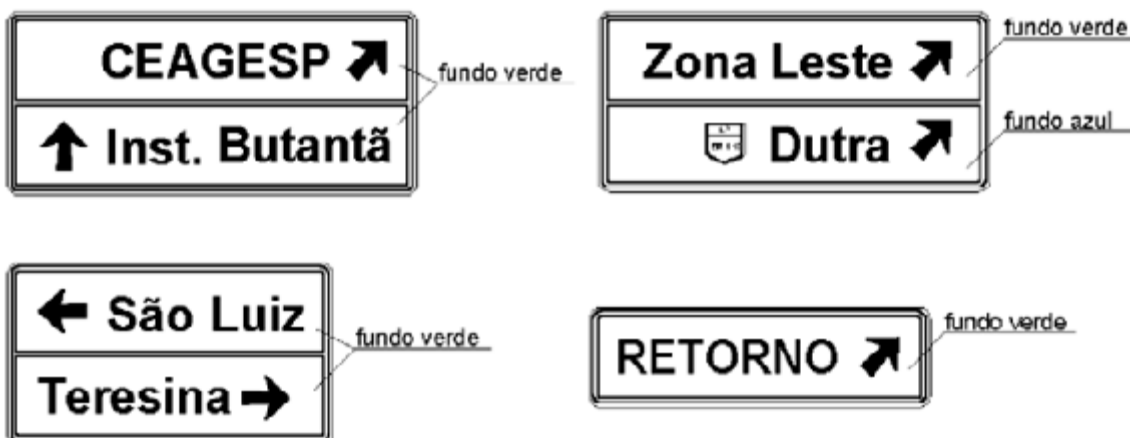 CEAGESP
Inst. Butantã
fundo verde
Zona Leste
Dutra
fundo verde
fundo azul
São Luiz
Teresina
fundo verde
RETORNO
fundo verde